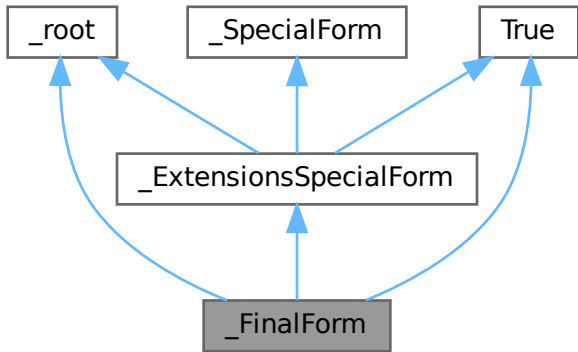 _root
_SpecialForm
True
_ExtensionsSpecialForm
_FinalForm